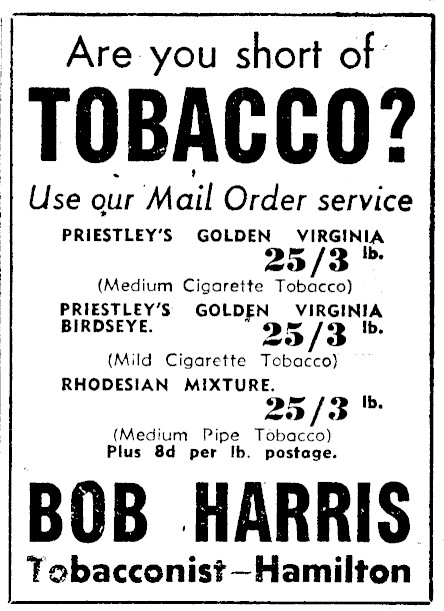 Are you short of
TOBACCO?
Use our Mail Order service
PRIESTLEY'S GOLDEN VIRGINIA
25/3 lb.
(Medium Cigarette Tobacco)
PRIESTLEY'S GOLDEN VIRGINIA
BIRDSEYE. 25/3 lb.
(Mild Cigarette Tobacco)
RHODESIAN MIXTURE.
25/3 lb.
(Medium Pipe Tobacco)
Plus 8d per lb. postage.
BOB HARRIS
Tobacconist—Hamilton